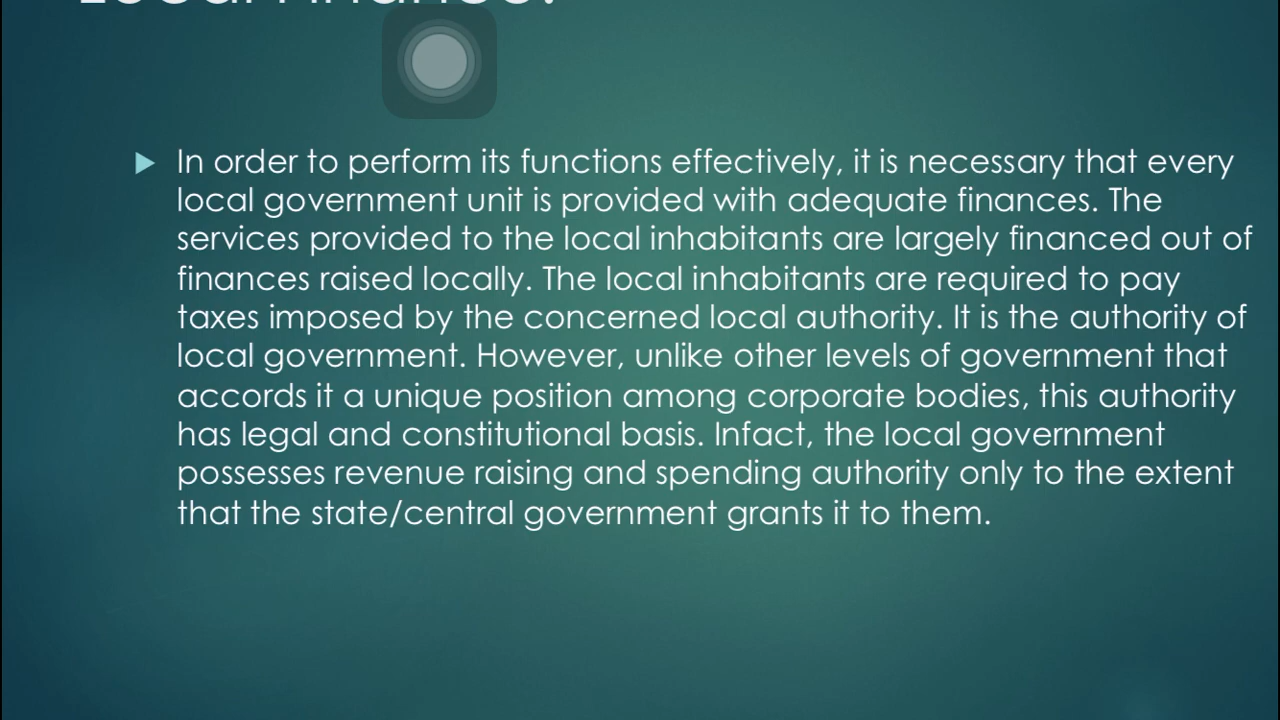 Local Finance:
In order to perform its functions effectively, it is necessary that every
local government unit is provided with adequate finances. The
services provided to the local inhabitants are largely financed out of
finances raised locally. The local inhabitants are required to pay
taxes imposed by the concerned local authority. It is the authority of
local government. However, unlike other levels of government that
accords it a unique position among corporate bodies, this authority
has legal and constitutional basis. Infact, the local government
possesses revenue raising and spending authority only to the extent
that the state/central government grants it to them.